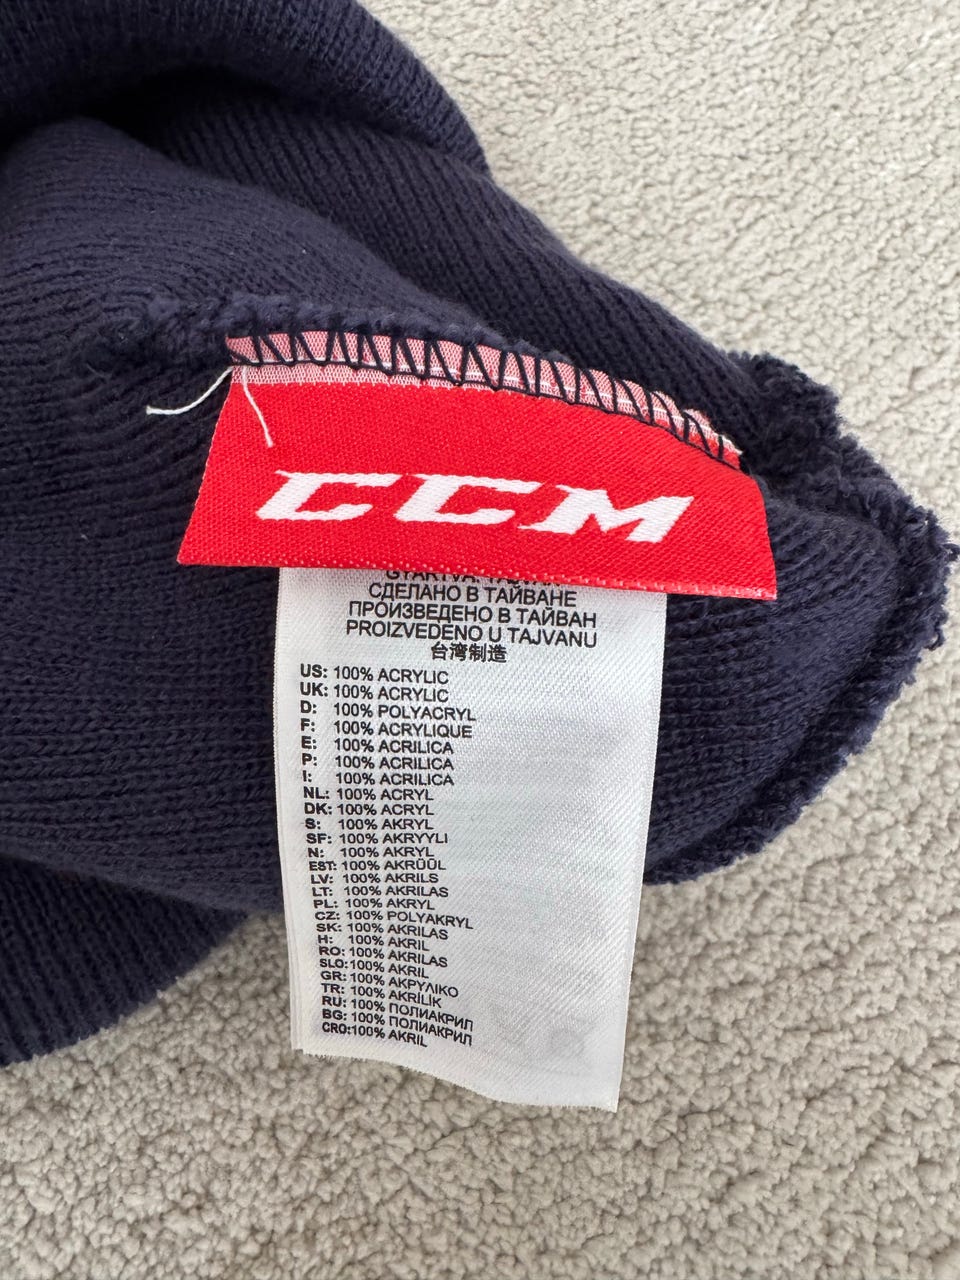 CCM
СДЕЛАНО В ТАЙВАНЕ
ПРОИЗВЕДЕНО В ТАЙВАН
PROIZVEDENO U TAJVANU
台湾制造
US: 100% ACRYLIC
UK: 100% ACRYLIC
D: 100% POLYACRYL
F: 100% ACRYLIQUE
E: 100% ACRILICA
P: 100% ACRILICA
I: 100% ACRILICA
NL: 100% ACRYL
DK: 100% ACRYL
S: 100% AKRYL
SF: 100% AKRYYLI
N: 100% AKRYL
EST: 100% AKRÜÜL
LV: 100% AKRILS
LT: 100% AKRILAS
PL: 100% AKRYL
CZ: 100% POLYAKRYL
SK: 100% AKRILAS
H: 100% AKRIL
RO: 100% AKRILAS
SLO: 100% AKRIL
GR: 100% ΑΚΡΥΛΙΚΟ
TR: 100% AKRİLİK
RU: 100% ПОЛИАКРИЛ
BG: 100% ПОЛИАКРИЛ
CRO:100% AKRIL